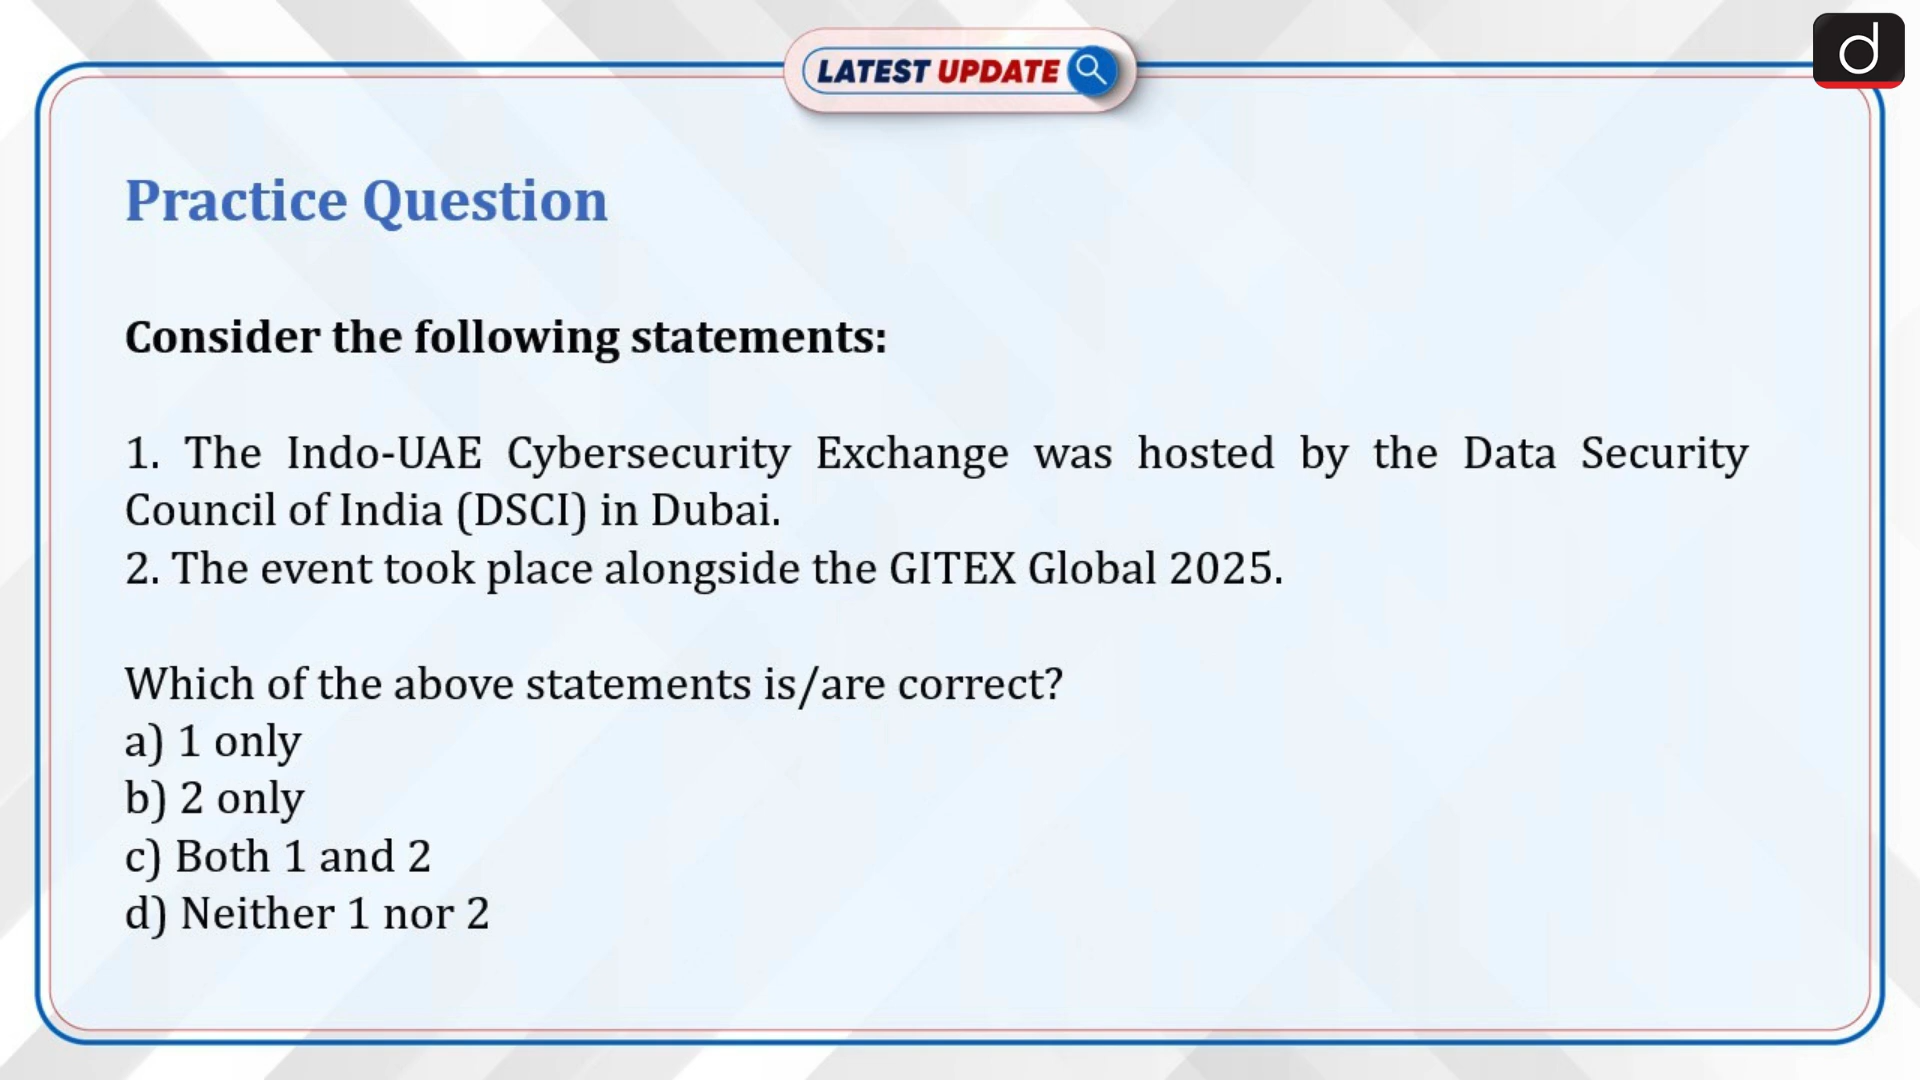 LATEST UPDATE
d
Practice Question
Consider the following statements:
1. The Indo-UAE Cybersecurity Exchange was hosted by the Data Security
Council of India (DSCI) in Dubai.
2. The event took place alongside the GITEX Global 2025.
Which of the above statements is/are correct?
a) 1 only
b) 2 only
c) Both 1 and 2
d) Neither 1 nor 2